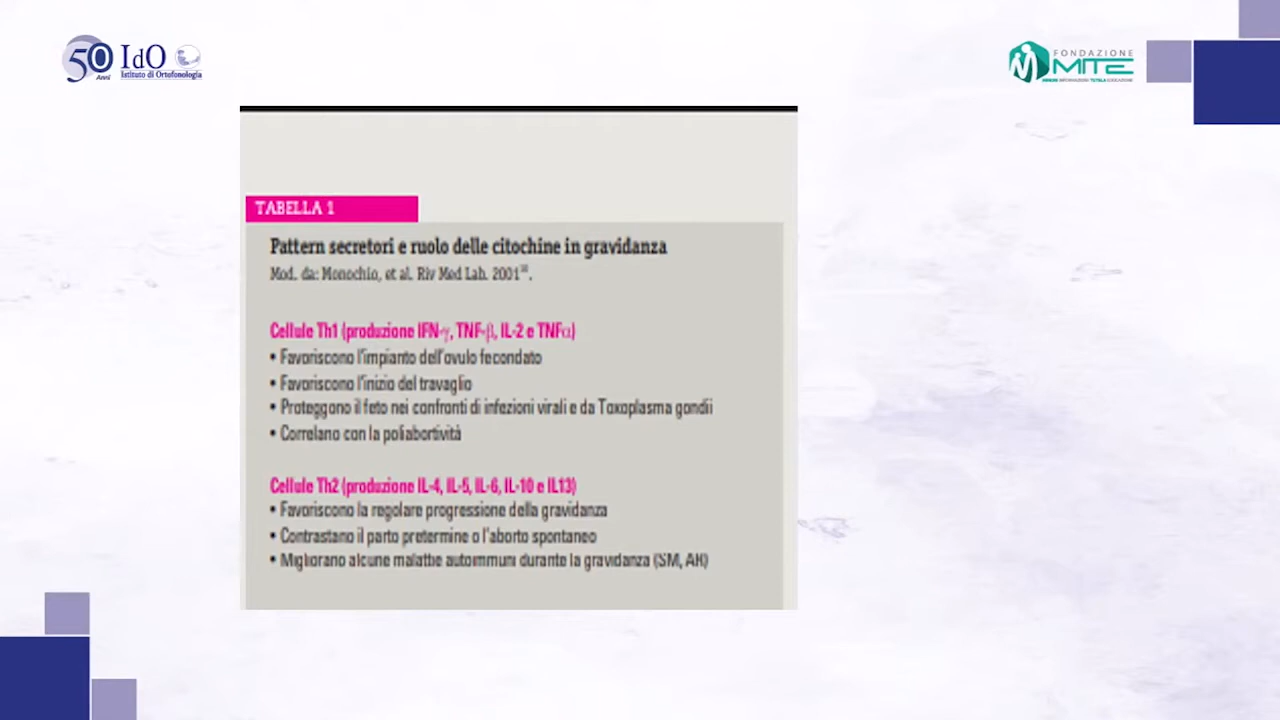 50
Anni
IdO
Istituto di Ortofonologia
FONDAZIONE
MITE
TABELLA 1
Pattern secretori e ruolo delle citochine in gravidanza
Mod. da: Monochio, et al. Riv Med Lab. 2001
Cellule Th1 (produzione IFN-γ, TNF-β, IL-2 e TNFα)
• Favoriscono l'impianto dell'ovulo fecondato
• Favoriscono l'inizio del travaglio
• Proteggono il feto nei confronti di infezioni virali e da Toxoplasma gondii
• Correlano con la poliabortività
Cellule Th2 (produzione IL-4, IL-5, IL-6, IL-10 e IL13)
• Favoriscono la regolare progressione della gravidanza
• Contrastano il parto pretermine o l'aborto spontaneo
• Migliorano alcune malattie autoimmuni durante la gravidanza (SM, AR)